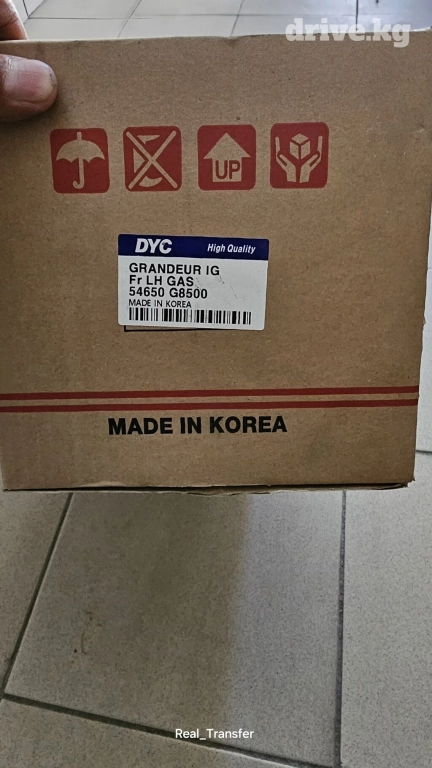 drive.kg
UP
DYC High Quality
GRANDEUR IG
Fr LH GAS
54650 G8500
MADE IN KOREA
MADE IN KOREA
Real_Transfer